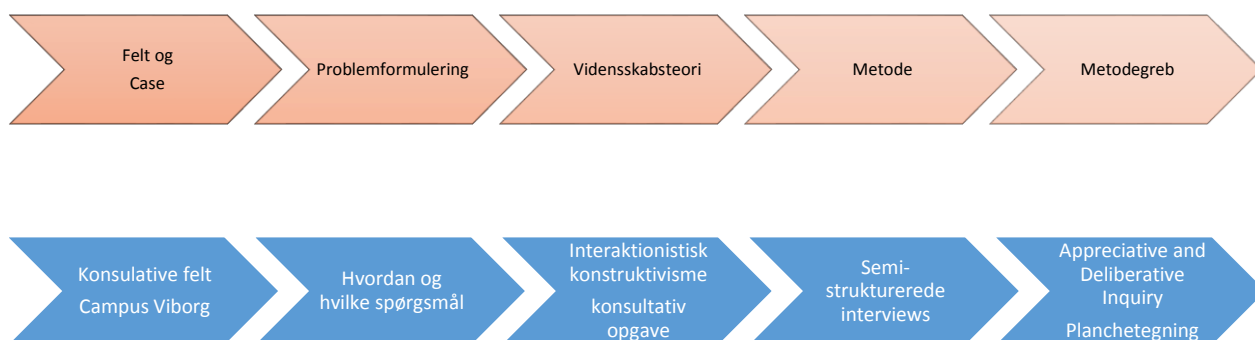 Felt og
Case
Problemformulering
Vidensskabsteori
Metode
Metodegreb
Konsulative felt
Campus Viborg
Hvordan og
hvilke spørgsmål
Interaktionistisk
konstruktivisme
konsultativ
opgave
Semi-
strukturerede
interviews
Appreciative and
Deliberative
Inquiry
Planchetegning